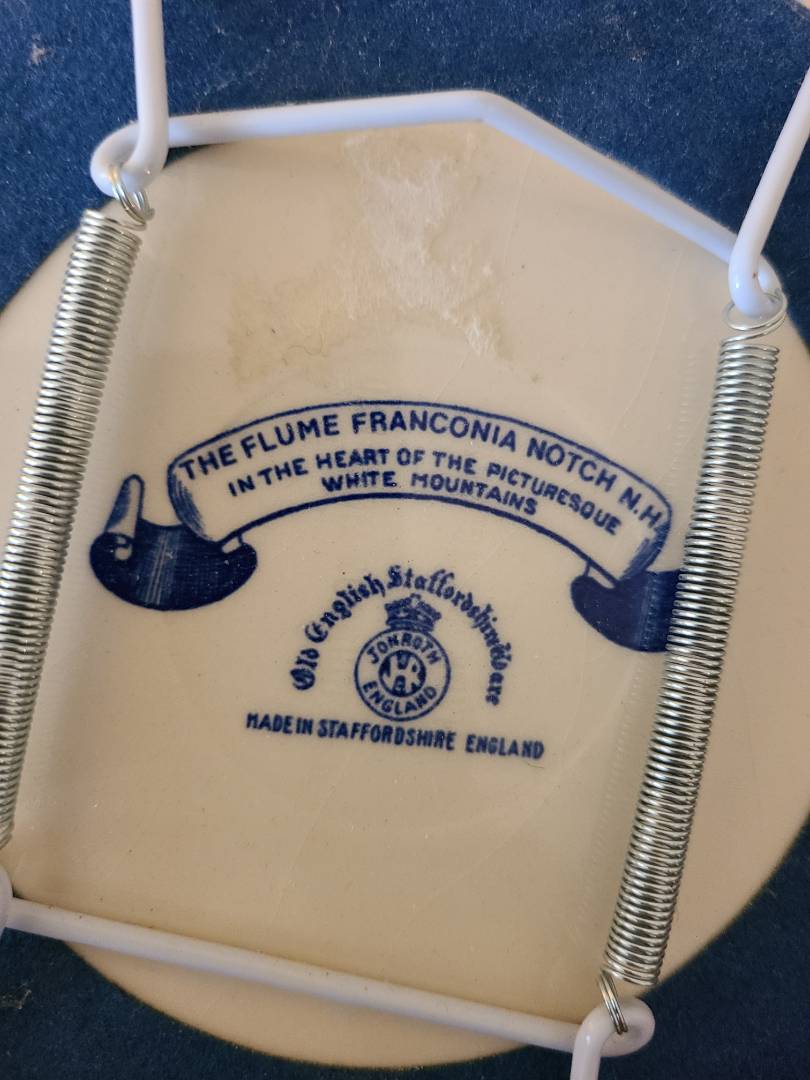 THE FLUME FRANCONIA NOTCH N.H.
IN THE HEART OF THE PICTURESQUE
WHITE MOUNTAINS
Old English Staffordshire Ware
JONROTH
ENGLAND
MADE IN STAFFORDSHIRE ENGLAND